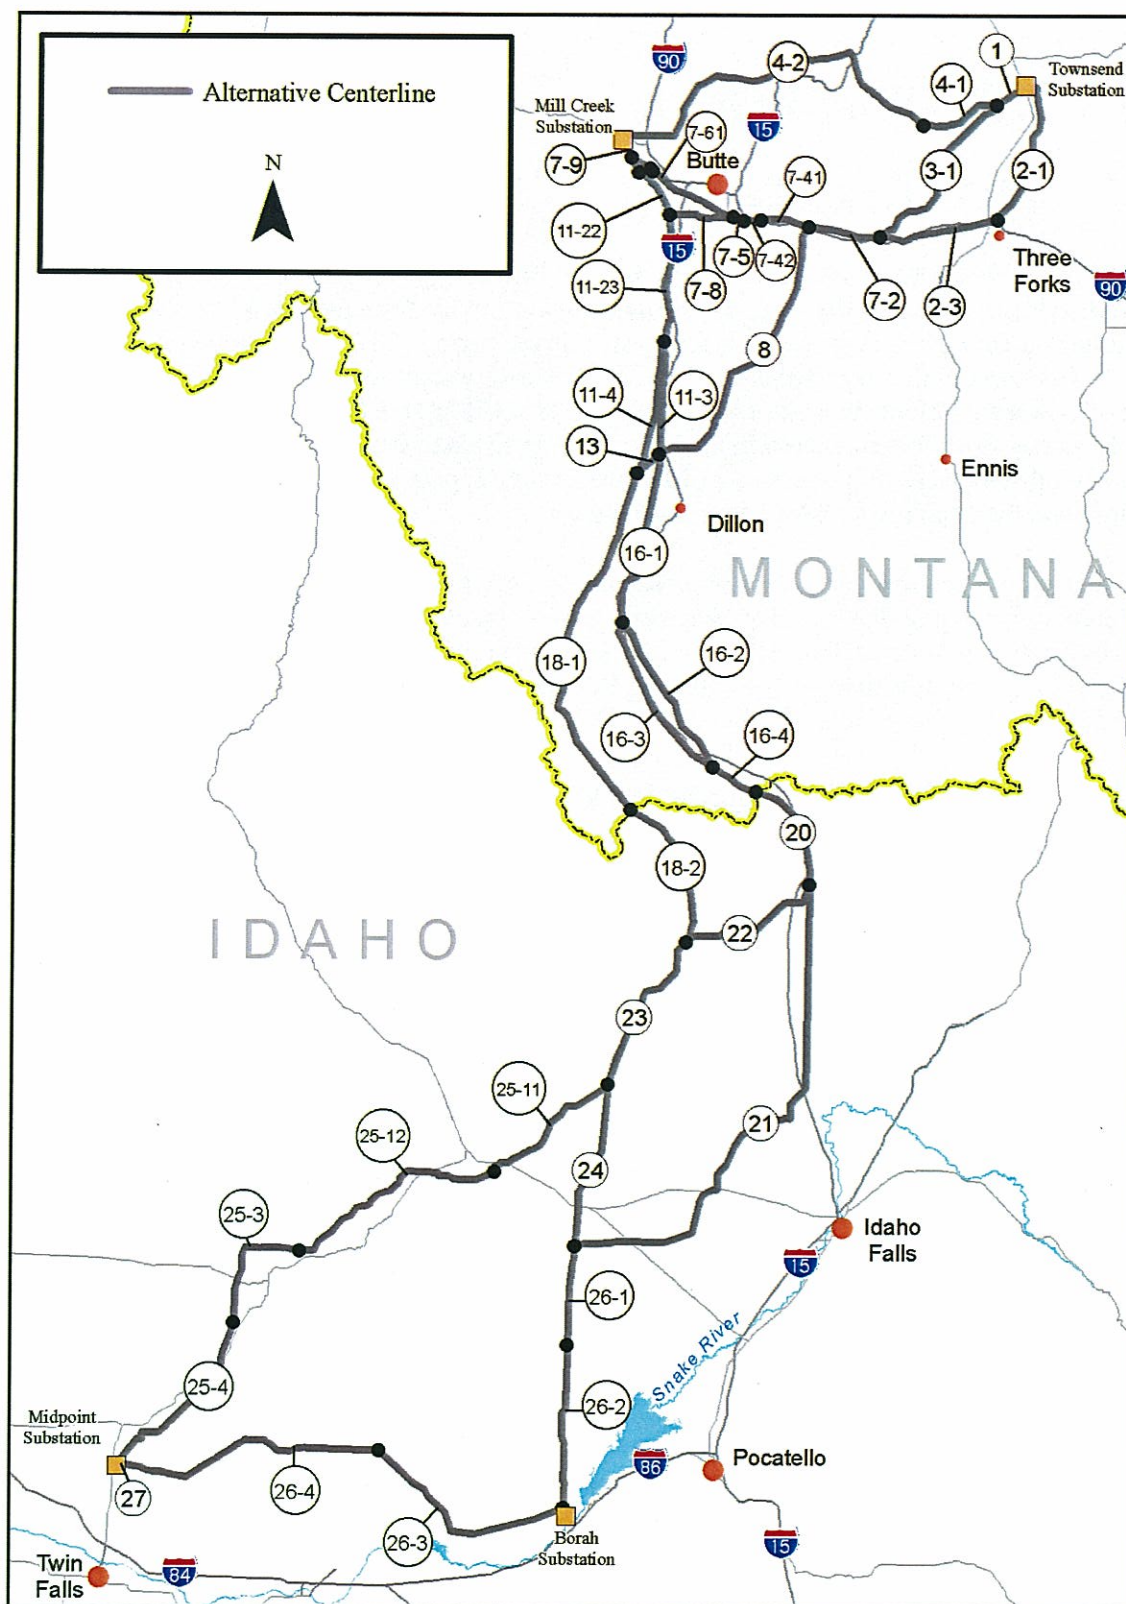 Alternative Centerline
N
90
4-2
1
Townsend
Substation
4-1
Mill Creek
Substation
7-61
15
7-9
Butte
7-41
3-1
2-1
11-22
15
7-5
7-42
7-8
7-2
2-3
Three
Forks
90
11-23
8
11-4
11-3
13
Ennis
Dillon
16-1
MONTANA
18-1
16-2
16-3
16-4
20
18-2
IDAHO
22
23
25-11
25-12
21
24
25-3
Idaho
Falls
15
26-1
Snake River
25-4
26-2
Midpoint
Substation
86
Pocatello
27
26-4
26-3
Borah
Substation
15
Twin
Falls
84